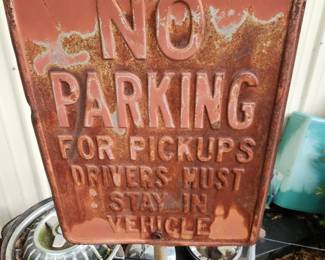 NO
PARKING
FOR PICKUPS
DRIVERS MUST
STAY IN
VEHICLE